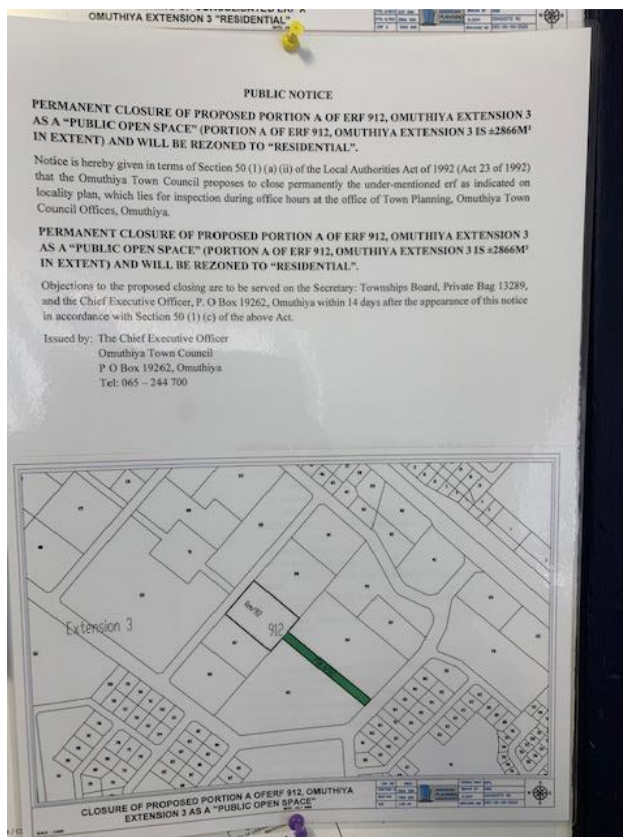 OMUTHIYA EXTENSION 3 "RESIDENTIAL"
PUBLIC NOTICE
PERMANENT CLOSURE OF PROPOSED PORTION A OF ERF 912, OMUTHIYA EXTENSION 3
AS A “PUBLIC OPEN SPACE” (PORTION A OF ERF 912, OMUTHIYA EXTENSION 3 IS ±2866M²
IN EXTENT) AND WILL BE REZONED TO “RESIDENTIAL”.
Notice is hereby given in terms of Section 50 (1) (a) (ii) of the Local Authorities Act of 1992 (Act 23 of 1992)
that the Omuthiya Town Council proposes to close permanently the under-mentioned erf as indicated on
locality plan, which lies for inspection during office hours at the office of Town Planning, Omuthiya Town
Council Offices, Omuthiya.
PERMANENT CLOSURE OF PROPOSED PORTION A OF ERF 912, OMUTHIYA EXTENSION 3
AS A “PUBLIC OPEN SPACE” (PORTION A OF ERF 912, OMUTHIYA EXTENSION 3 IS ±2866M²
IN EXTENT) AND WILL BE REZONED TO “RESIDENTIAL”.
Objections to the proposed closing are to be served on the Secretary: Townships Board, Private Bag 13289,
and the Chief Executive Officer, P. O Box 19262, Omuthiya within 14 days after the appearance of this notice
in accordance with Section 50 (1) (c) of the above Act.
Issued by: The Chief Executive Officer
Omuthiya Town Council
P O Box 19262, Omuthiya
Tel: 065 – 244 700
Rem/912
Extension 3
912
CLOSURE OF PROPOSED PORTION A OFERF 912, OMUTHIYA
EXTENSION 3 AS A "PUBLIC OPEN SPACE"